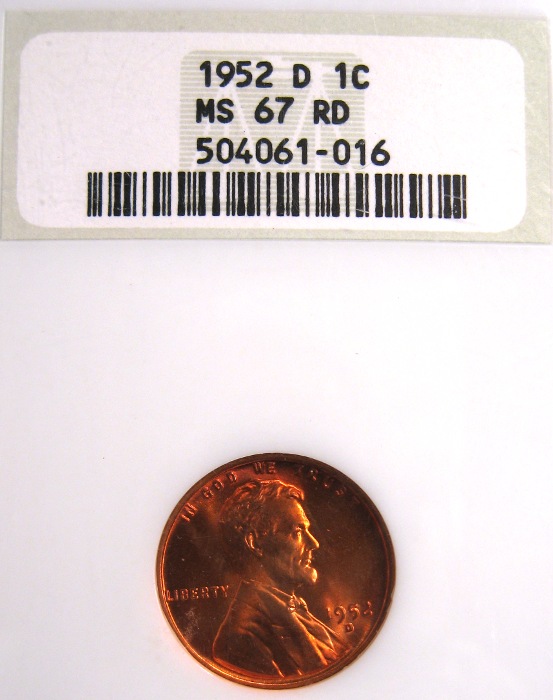 1952 D 1C
MS 67 RD
504061-016
IN GOD WE TRUST
LIBERTY
1952
D